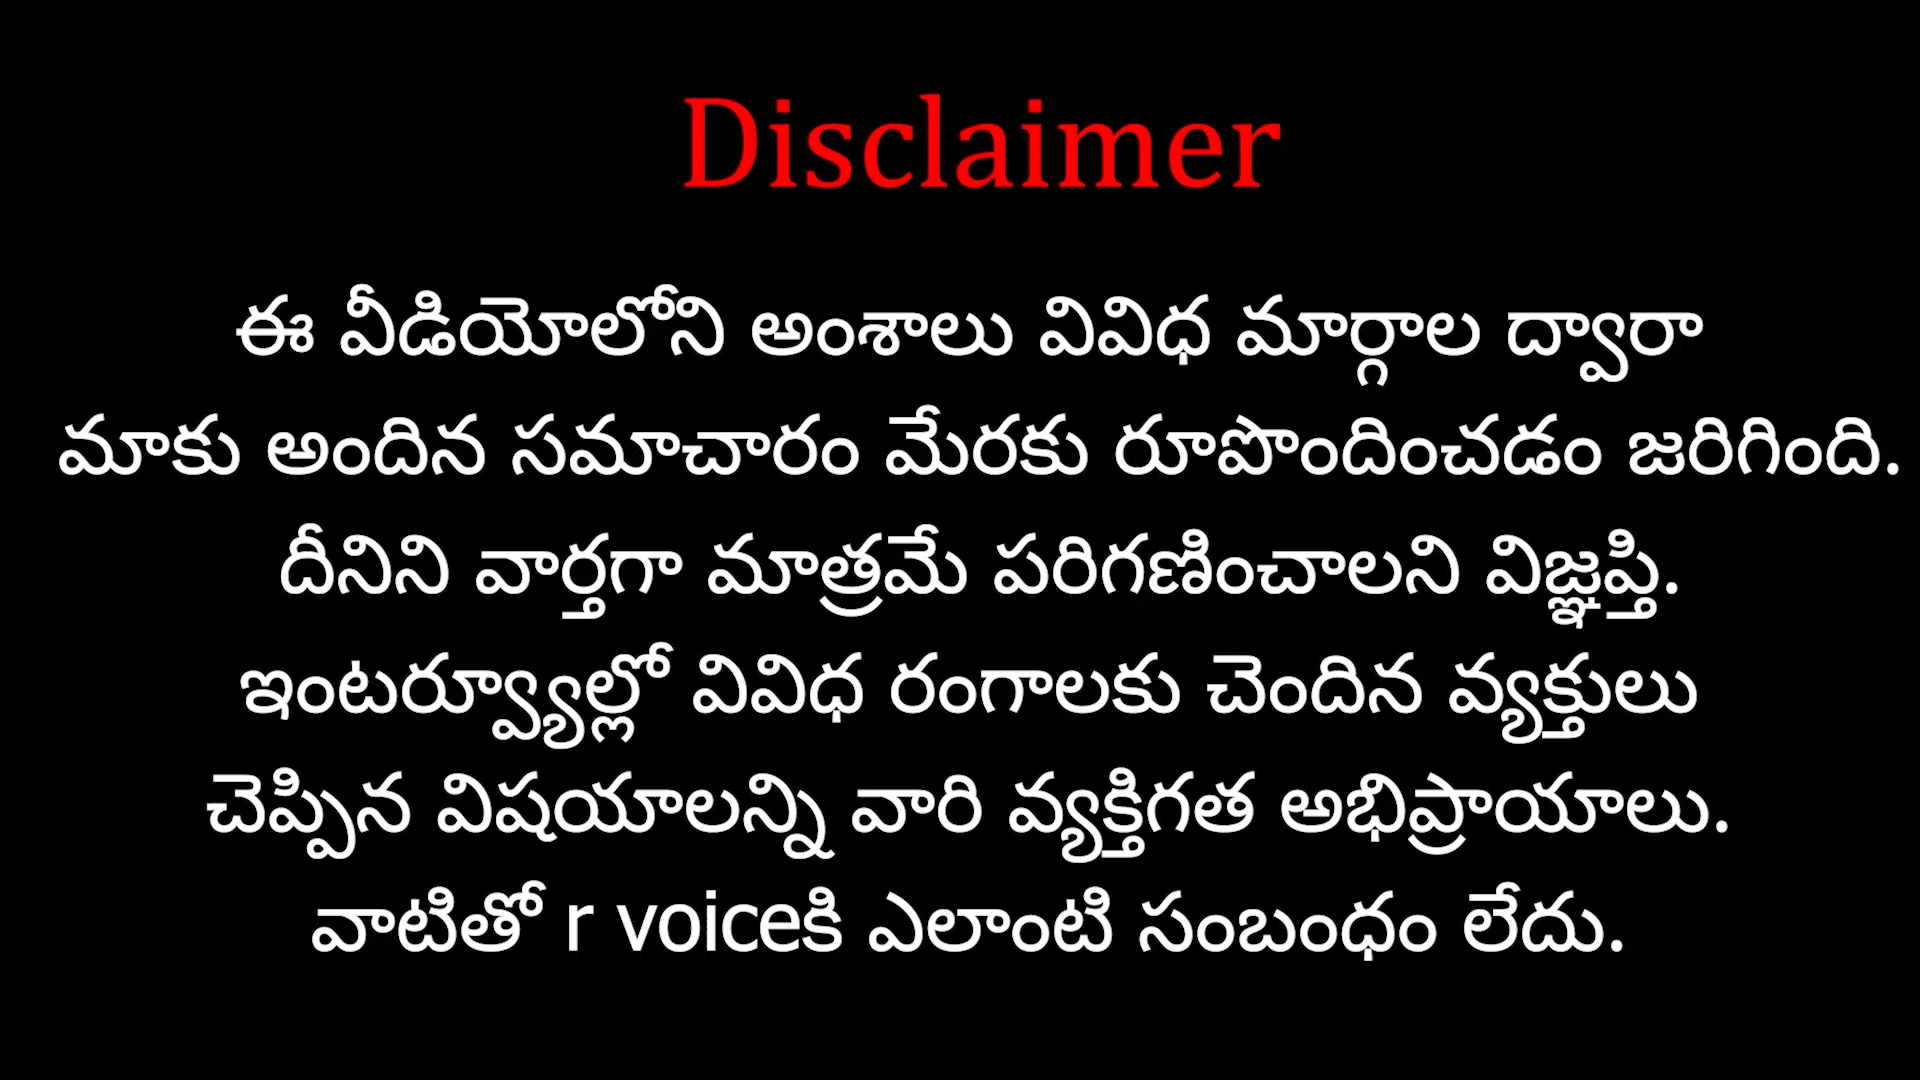 Disclaimer
ఈ వీడియోలోని అంశాలు వివిధ మార్గాల ద్వారా
మాకు అందిన సమాచారం మేరకు రూపొందించడం జరిగింది.
దీనిని వార్తగా మాత్రమే పరిగణించాలని విజ్ఞప్తి.
ఇంటర్వ్యూల్లో వివిధ రంగాలకు చెందిన వ్యక్తులు
చెప్పిన విషయాలన్ని వారి వ్యక్తిగత అభిప్రాయాలు.
వాటితో r voiceకి ఎలాంటి సంబంధం లేదు.